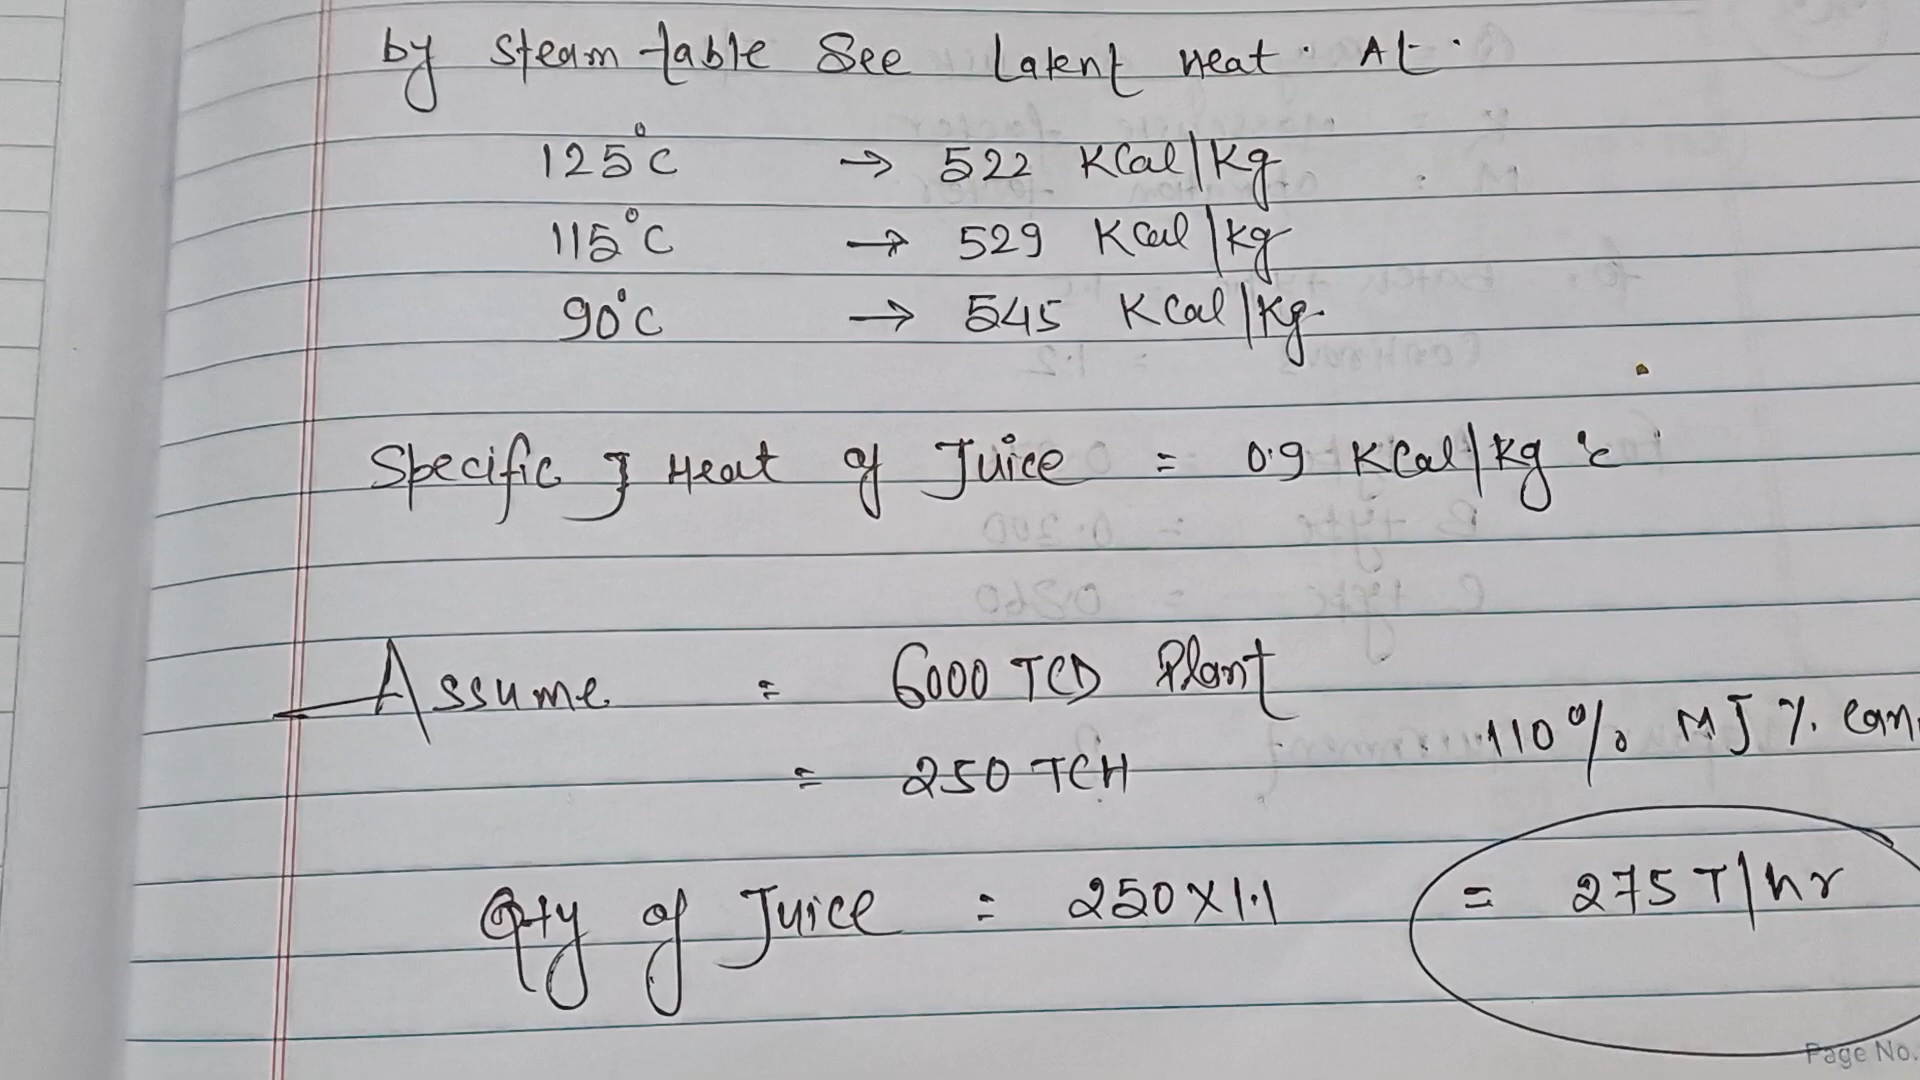 by steam table See Latent Heat At
125°C → 522 KCal/Kg
115°C → 529 KCal/Kg
90°C → 545 KCal/Kg
Specific Heat of Juice = 0.9 KCal/Kg °C
Assume = 6000 TCD Plant
110% MJ % Can
= 250 TCH
Qty of Juice = 250 X 1.1 = 275 T/hr
Page No.